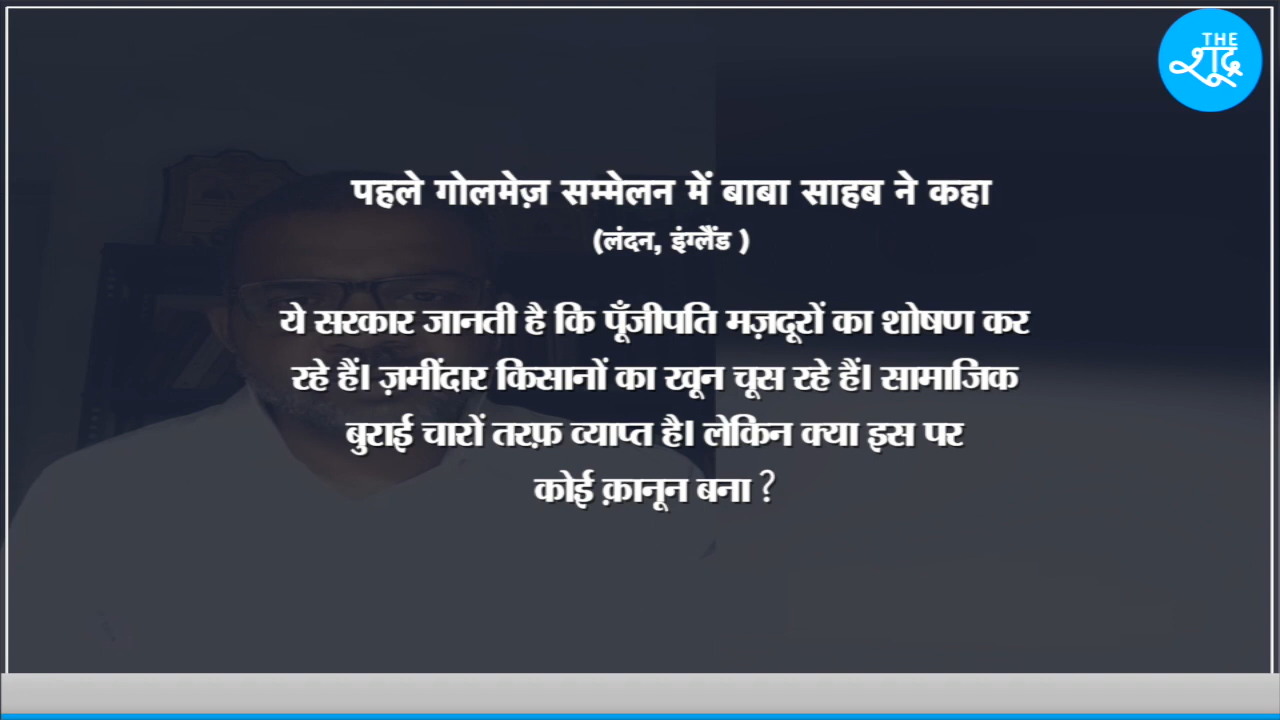 THE
शूद्र
पहले गोलमेज़ सम्मेलन में बाबा साहब ने कहा
(लंदन, इंग्लैंड )
ये सरकार जानती है कि पूँजीपति मज़दूरों का शोषण कर
रहे हैं। ज़मींदार किसानों का खून चूस रहे हैं। सामाजिक
बुराई चारों तरफ़ व्याप्त है। लेकिन क्या इस पर
कोई क़ानून बना ?